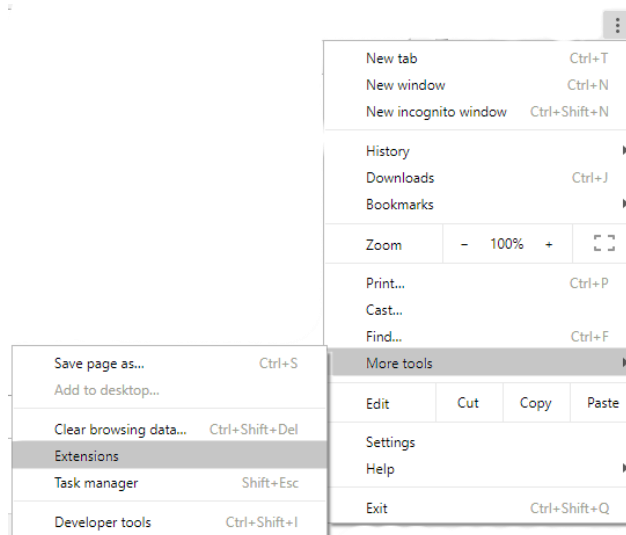 New tab Ctrl+T
New window Ctrl+N
New incognito window Ctrl+Shift+N
History
Downloads Ctrl+J
Bookmarks
Zoom - 100% +
Print... Ctrl+P
Cast...
Find... Ctrl+F
More tools
Edit Cut Copy Paste
Settings
Help
Exit Ctrl+Shift+Q
Save page as... Ctrl+S
Add to desktop...
Clear browsing data... Ctrl+Shift+Del
Extensions
Task manager Shift+Esc
Developer tools Ctrl+Shift+I